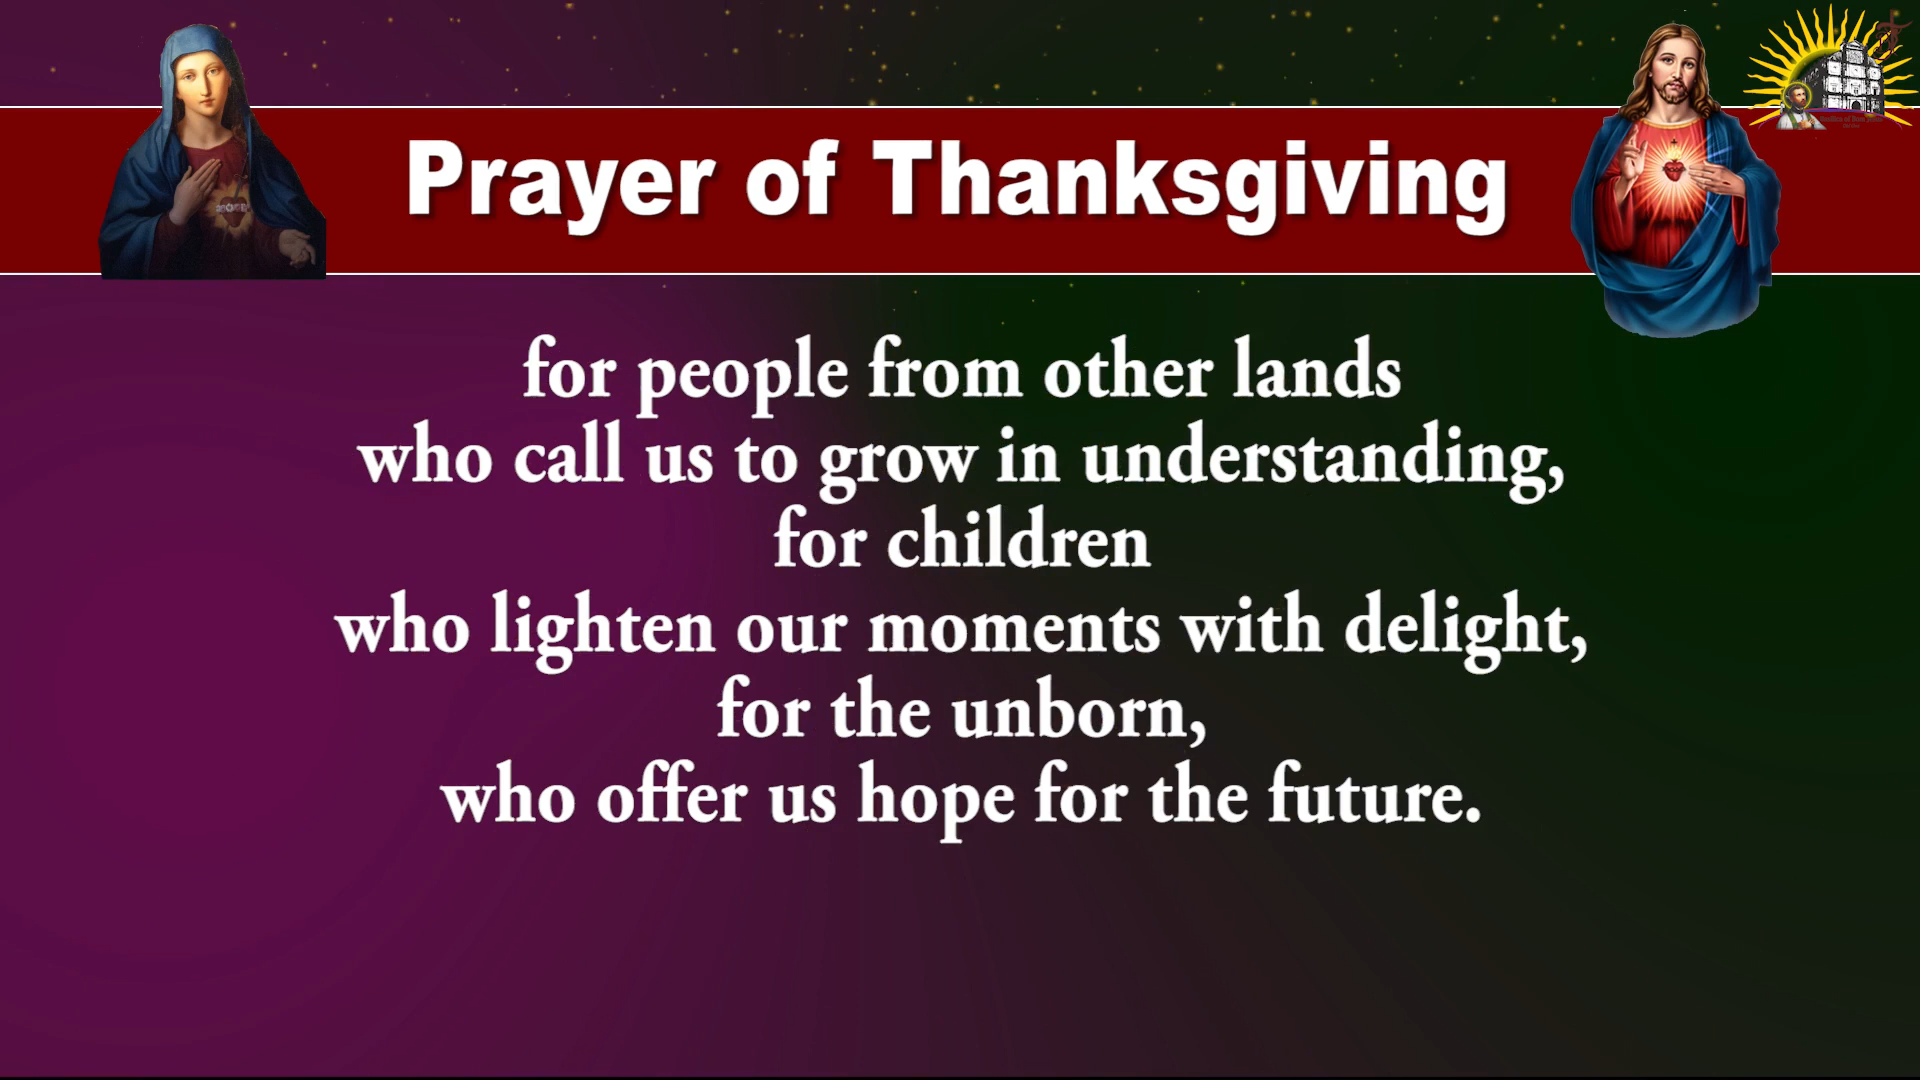 Prayer of Thanksgiving
for people from other lands
who call us to grow in understanding,
for children
who lighten our moments with delight,
for the unborn,
who offer us hope for the future.